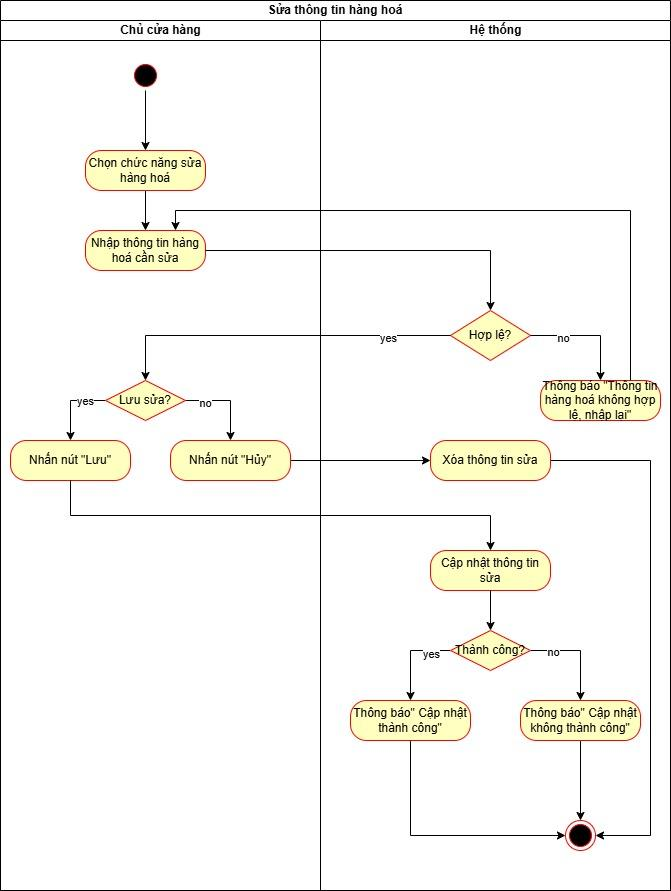 Sửa thông tin hàng hoá
Chủ cửa hàng
Hệ thống
Chọn chức năng sửa
hàng hoá
Nhập thông tin hàng
hoá cần sửa
Hợp lệ?
yes
no
Thông báo "Thông tin
hàng hoá không hợp
lệ, nhập lại"
Lưu sửa?
yes
no
Nhấn nút "Lưu"
Nhấn nút "Hủy"
Xóa thông tin sửa
Cập nhật thông tin
sửa
Thành công?
yes
no
Thông báo" Cập nhật
thành công"
Thông báo" Cập nhật
không thành công"